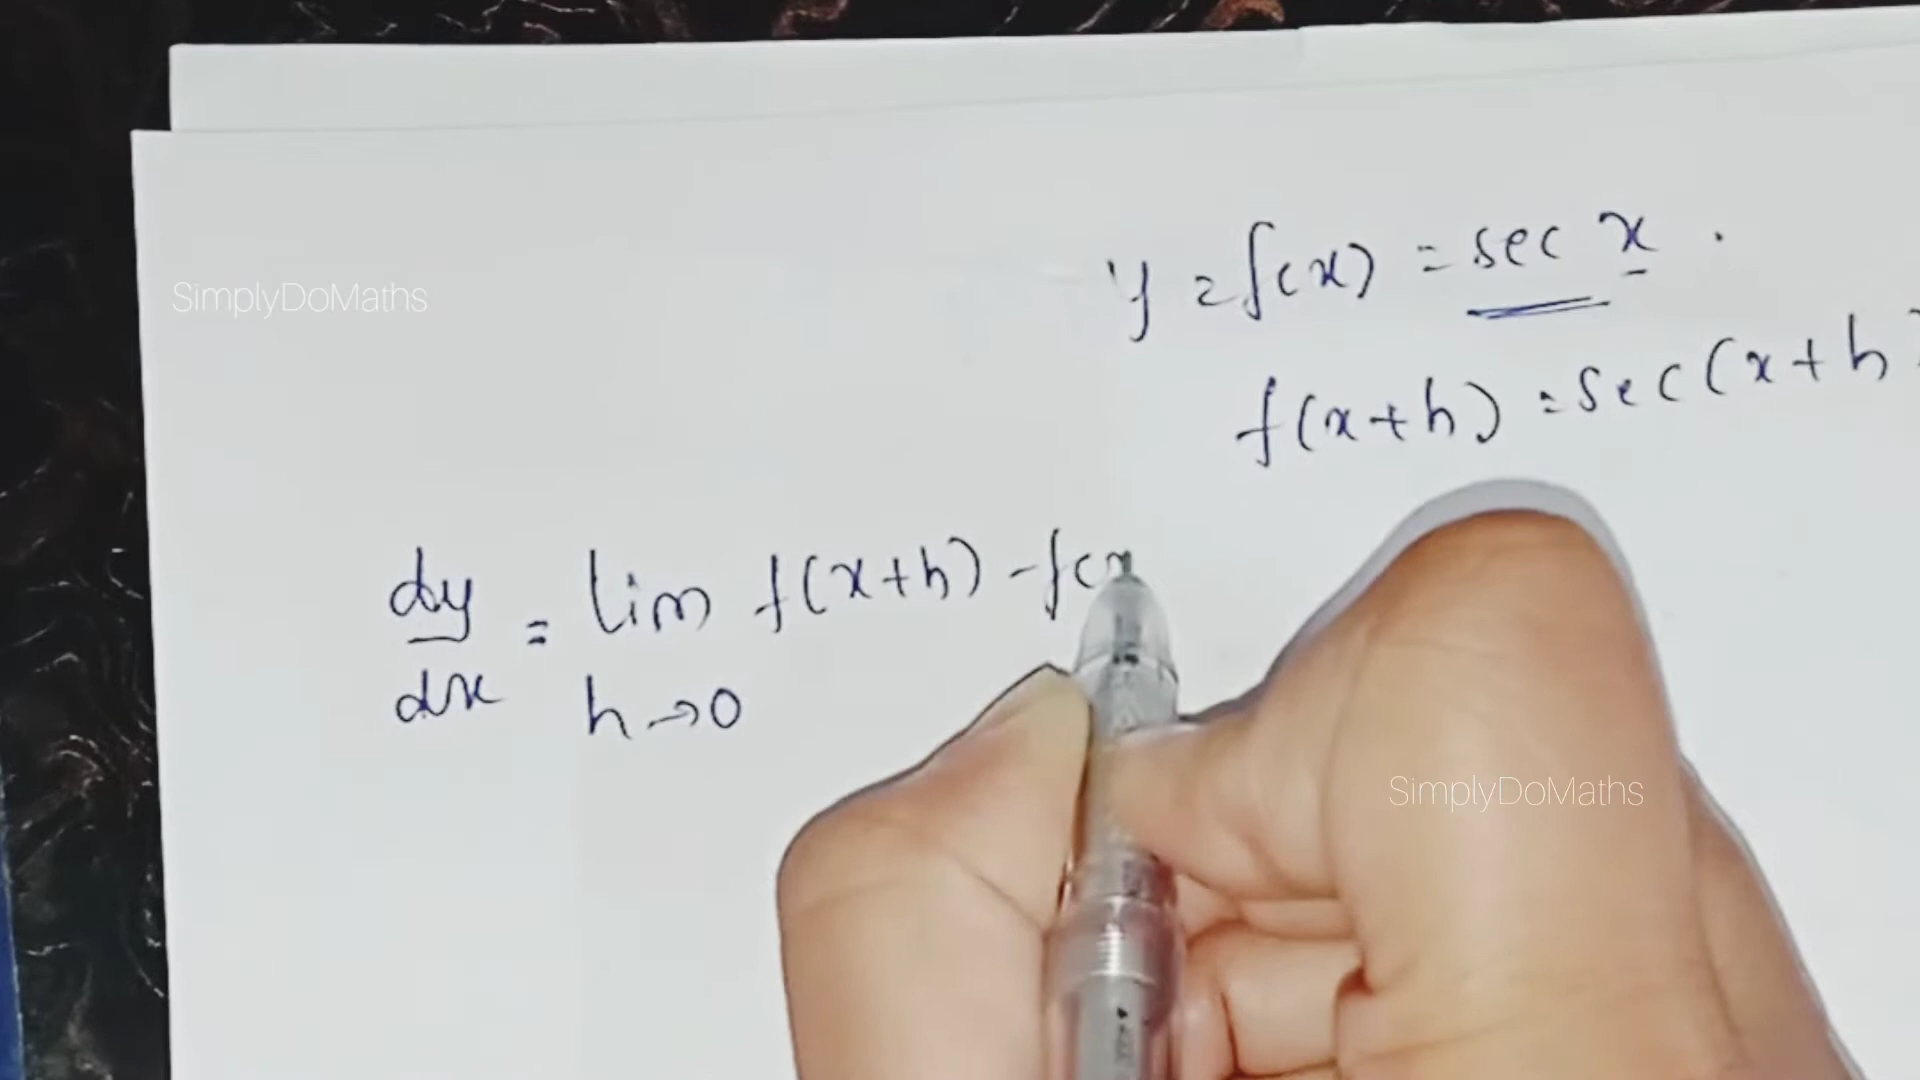 SimplyDoMaths
y = f(x) = sec x .
f(x+h) = sec(x+h)
dy/dx = lim h→0 f(x+h) - f(x
SimplyDoMaths